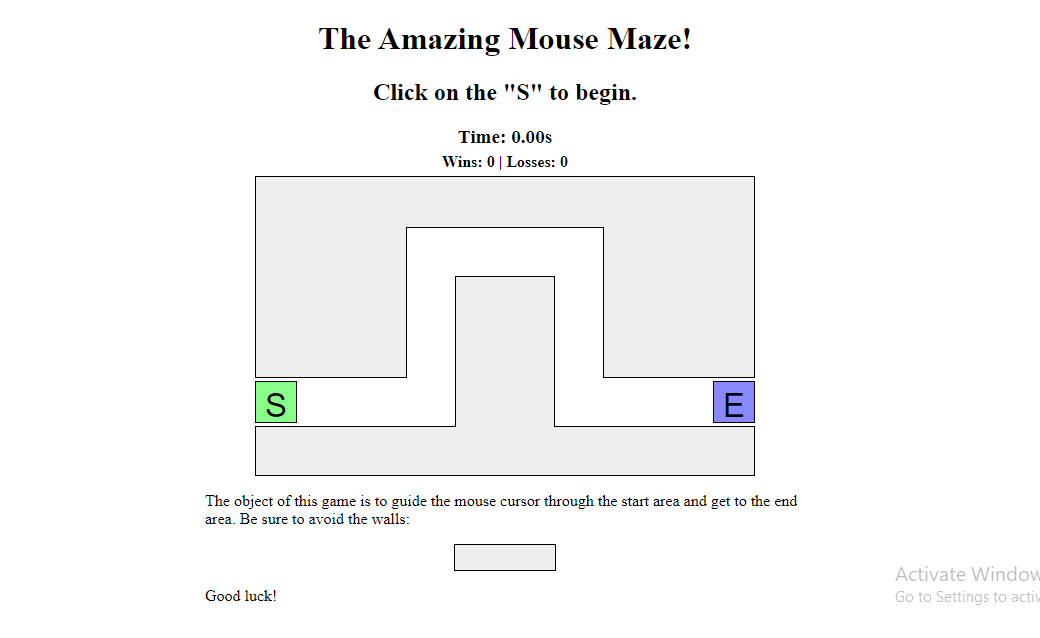 The Amazing Mouse Maze!
Click on the "S" to begin.
Time: 0.00s
Wins: 0 | Losses: 0
S
E
The object of this game is to guide the mouse cursor through the start area and get to the end
area. Be sure to avoid the walls:
Good luck!
Activate Window
Go to Settings to activ